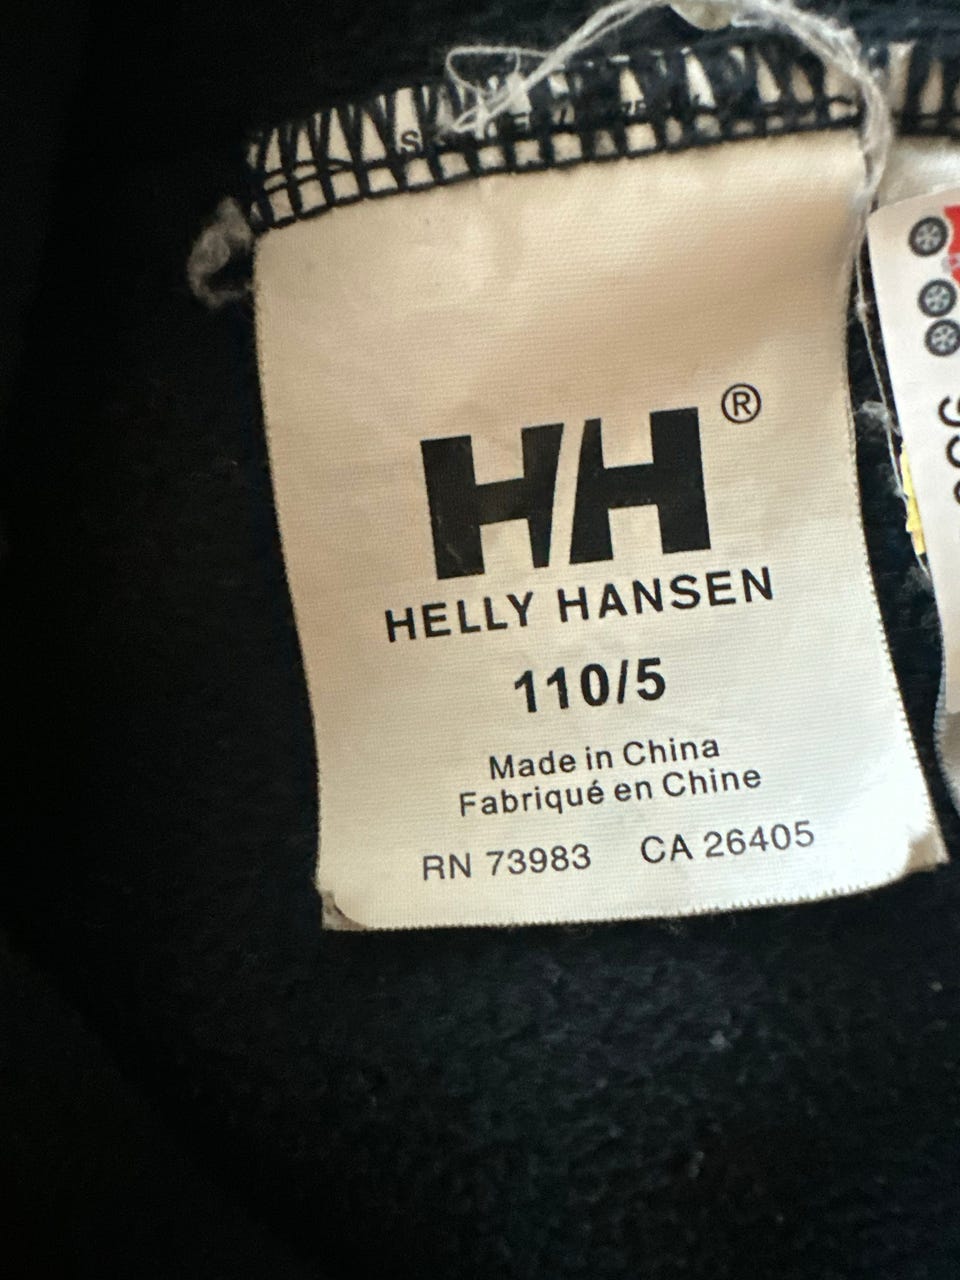 HH®
HELLY HANSEN
110/5
Made in China
Fabriqué en Chine
RN 73983 CA 26405